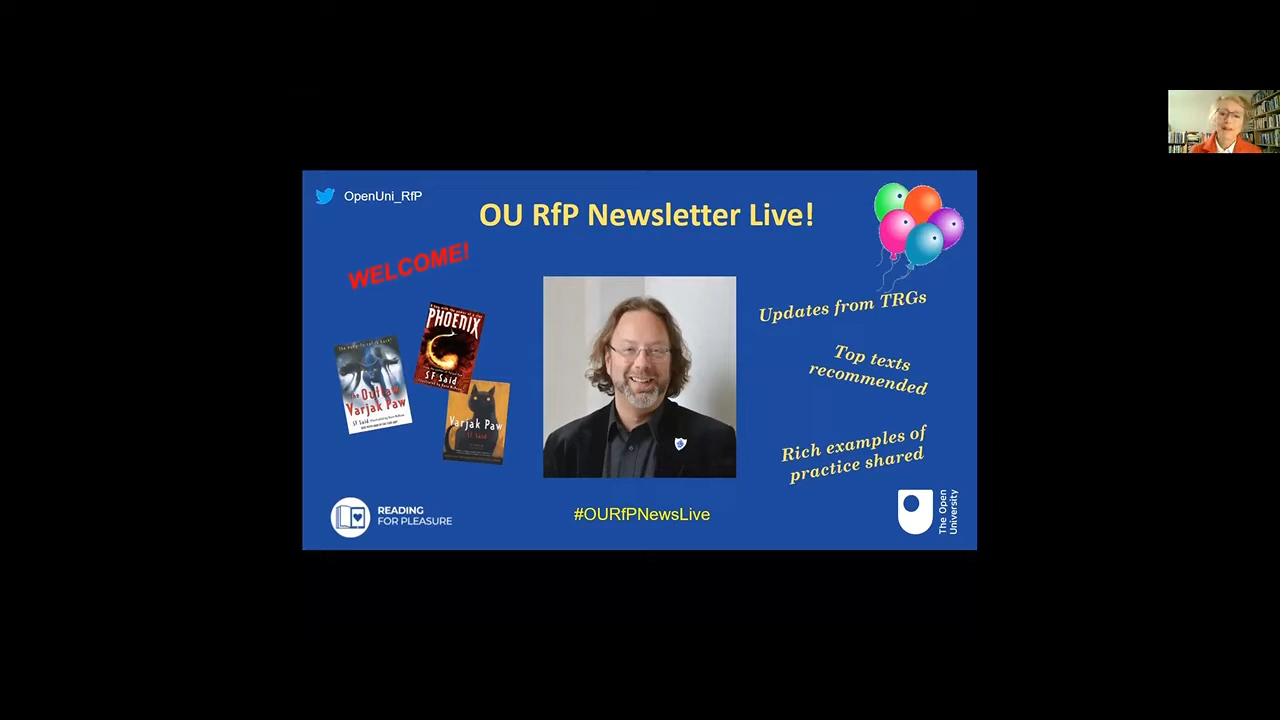 OpenUni_RfP
OU RfP Newsletter Live!
WELCOME!
PHOENIX
SF Said
The Outlaw
Varjak Paw
SF Said
Varjak Paw
SF Said
Updates from TRGs
Top texts
recommended
Rich examples of
practice shared
READING
FOR PLEASURE
#OURfPNewsLive
The Open
University